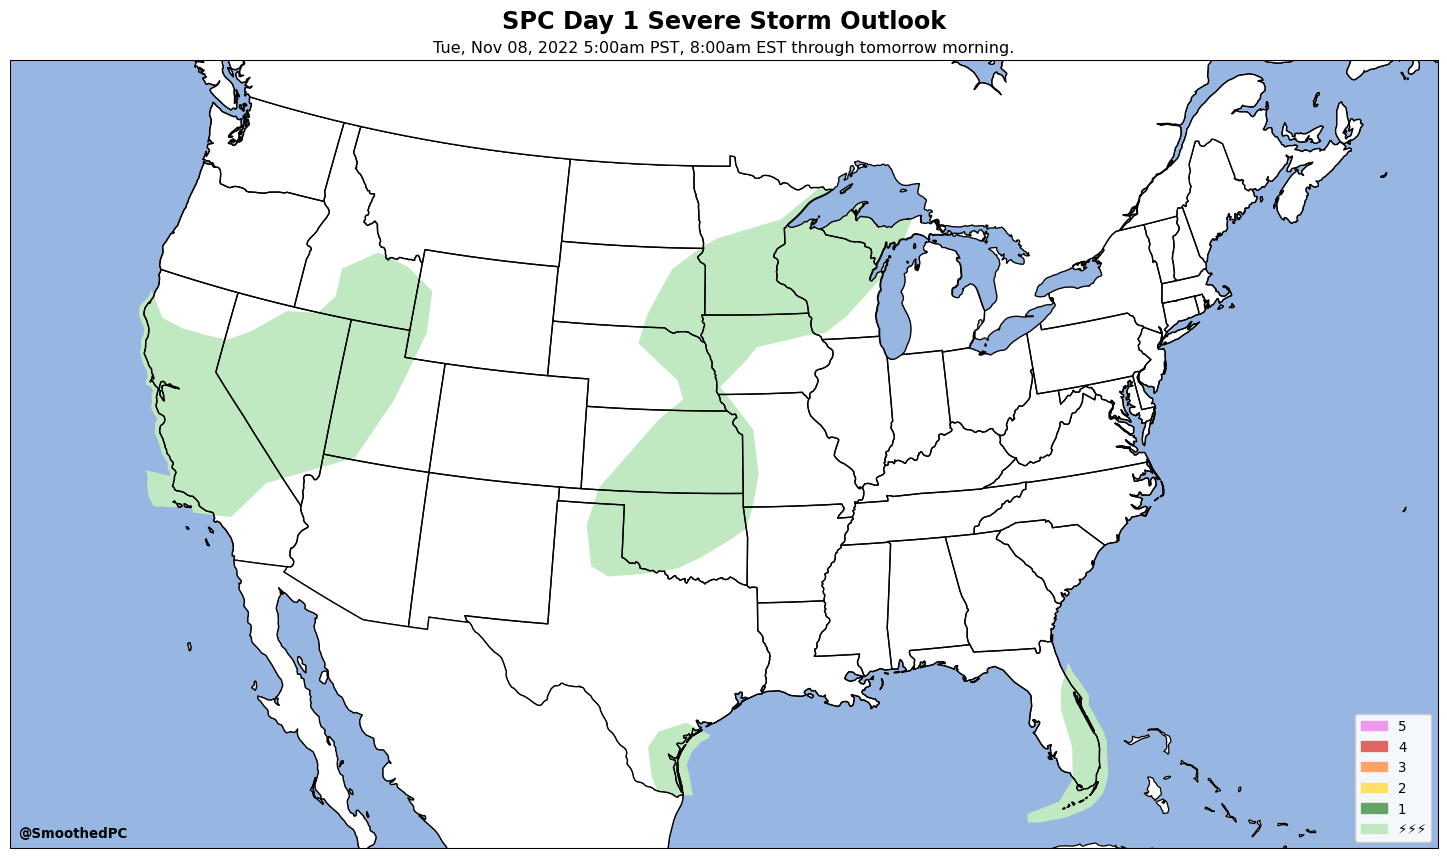 SPC Day 1 Severe Storm Outlook
Tue, Nov 08, 2022 5:00am PST, 8:00am EST through tomorrow morning.
5
4
3
2
1
⚡⚡⚡
@SmoothedPC